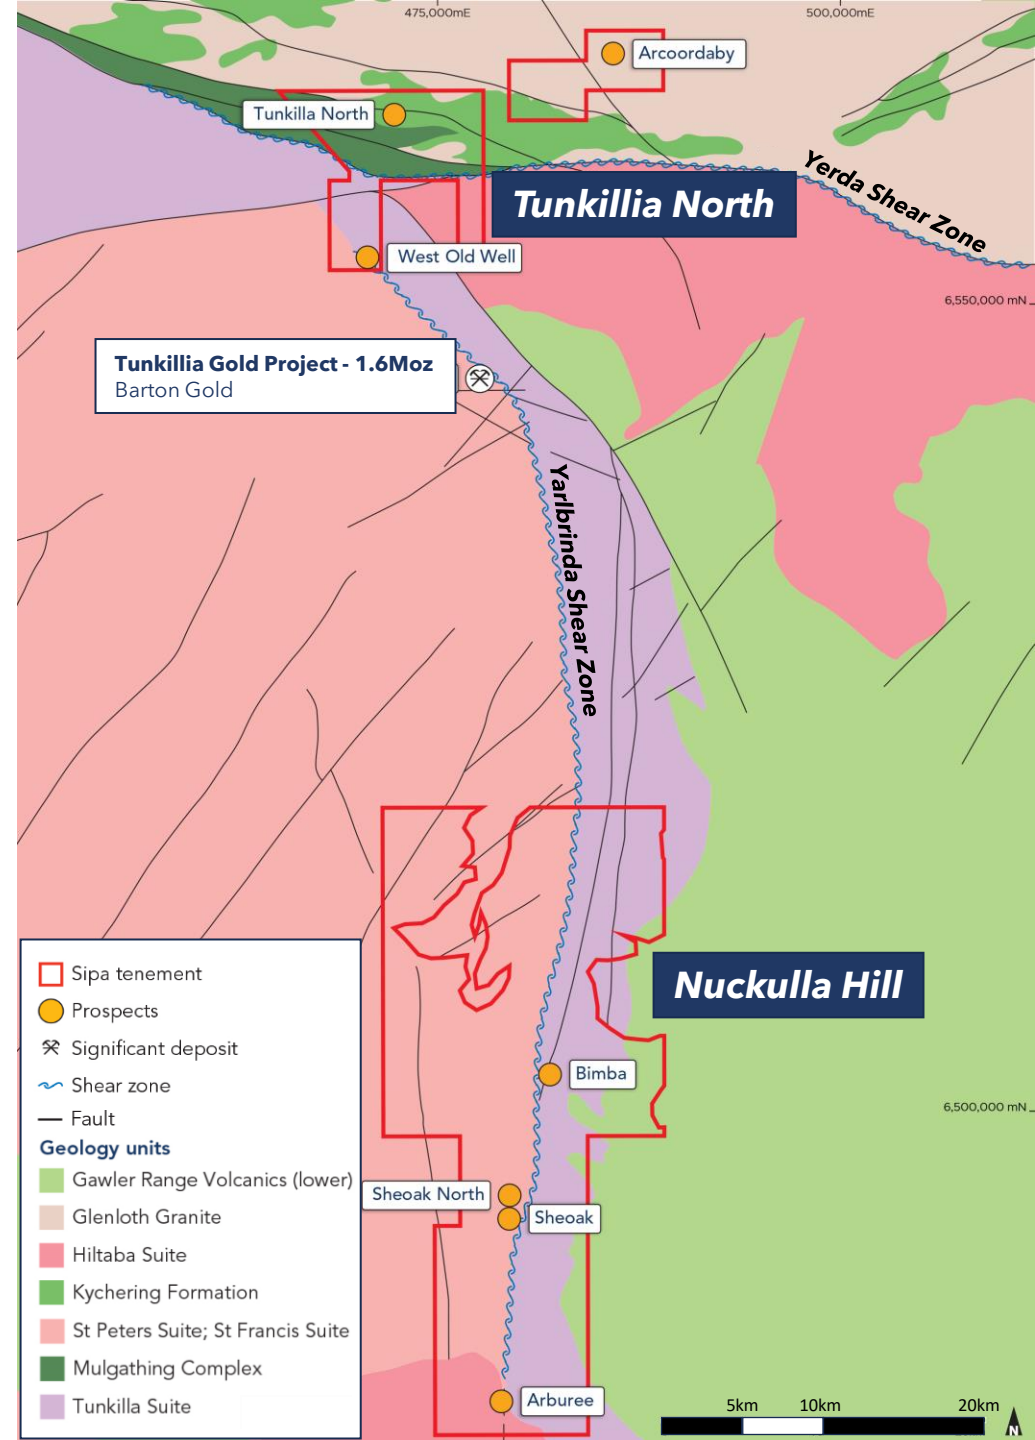 475,000mE
500,000mE
Arcoordaby
Tunkilla North
Yerda Shear Zone
Tunkillia North
West Old Well
6,550,000 mN
Tunkillia Gold Project - 1.6Moz
Barton Gold
Yarlbrinda Shear Zone
Nuckulla Hill
Sipa tenement
Prospects
Significant deposit
Shear zone
Fault
Geology units
Gawler Range Volcanics (lower)
Glenloth Granite
Hiltaba Suite
Kychering Formation
St Peters Suite; St Francis Suite
Mulgathing Complex
Tunkilla Suite
Bimba
6,500,000 mN
Sheoak North
Sheoak
Arburee
5km
10km
20km
N